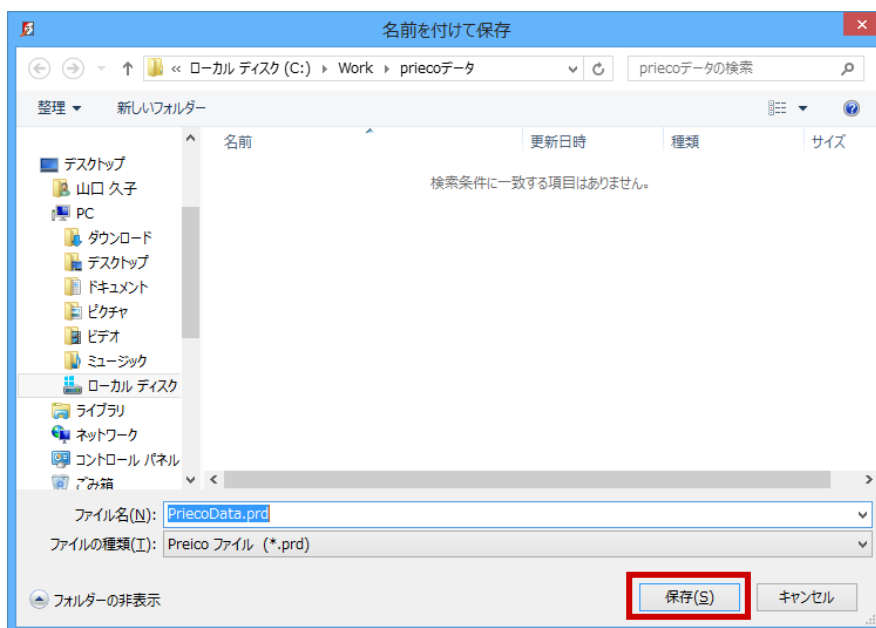 名前を付けて保存
« ローカル ディスク (C:) ▸ Work ▸ priecoデータ
priecoデータの検索
整理 ▼ 新しいフォルダー
名前 更新日時 種類 サイズ
検索条件に一致する項目はありません。
デスクトップ
山口 久子
PC
ダウンロード
デスクトップ
ドキュメント
ピクチャ
ビデオ
ミュージック
ローカル ディスク
ライブラリ
ネットワーク
コントロール パネル
ごみ箱
ファイル名(N): PriecoData.prd
ファイルの種類(T): Preico ファイル (*.prd)
フォルダーの非表示 保存(S) キャンセル